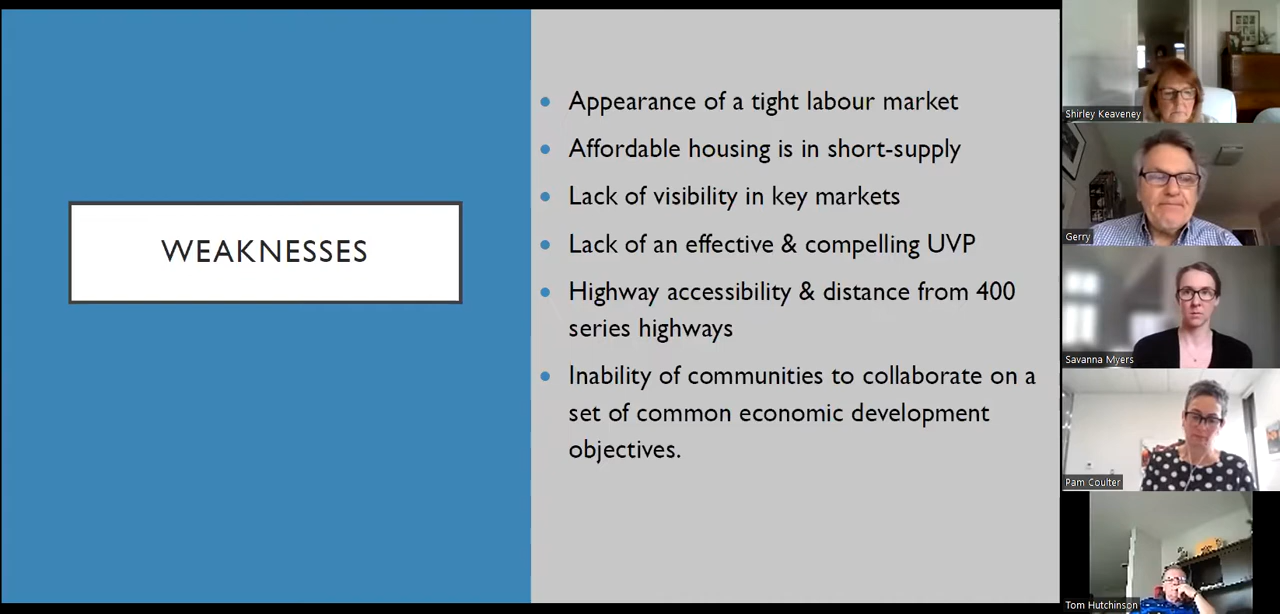 WEAKNESSES
Appearance of a tight labour market
Affordable housing is in short-supply
Lack of visibility in key markets
Lack of an effective & compelling UVP
Highway accessibility & distance from 400
series highways
Inability of communities to collaborate on a
set of common economic development
objectives.
Shirley Keaveney
Gerry
Savanna Myers
Pam Coulter
Tom Hutchinson